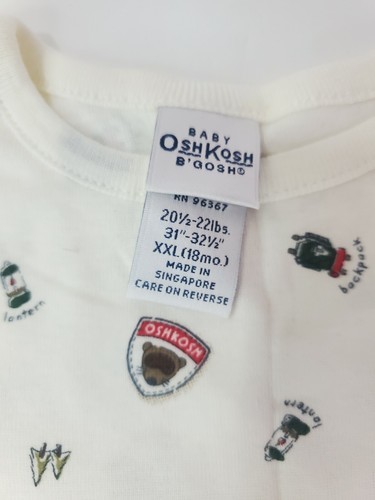 BABY
OSHKOSH
B'GOSH®
RN 96367
20½-22lbs.
31"-32½"
XXL(18mo.)
MADE IN
SINGAPORE
CARE ON REVERSE
backpack
lantern
OSHKOSH
lantern